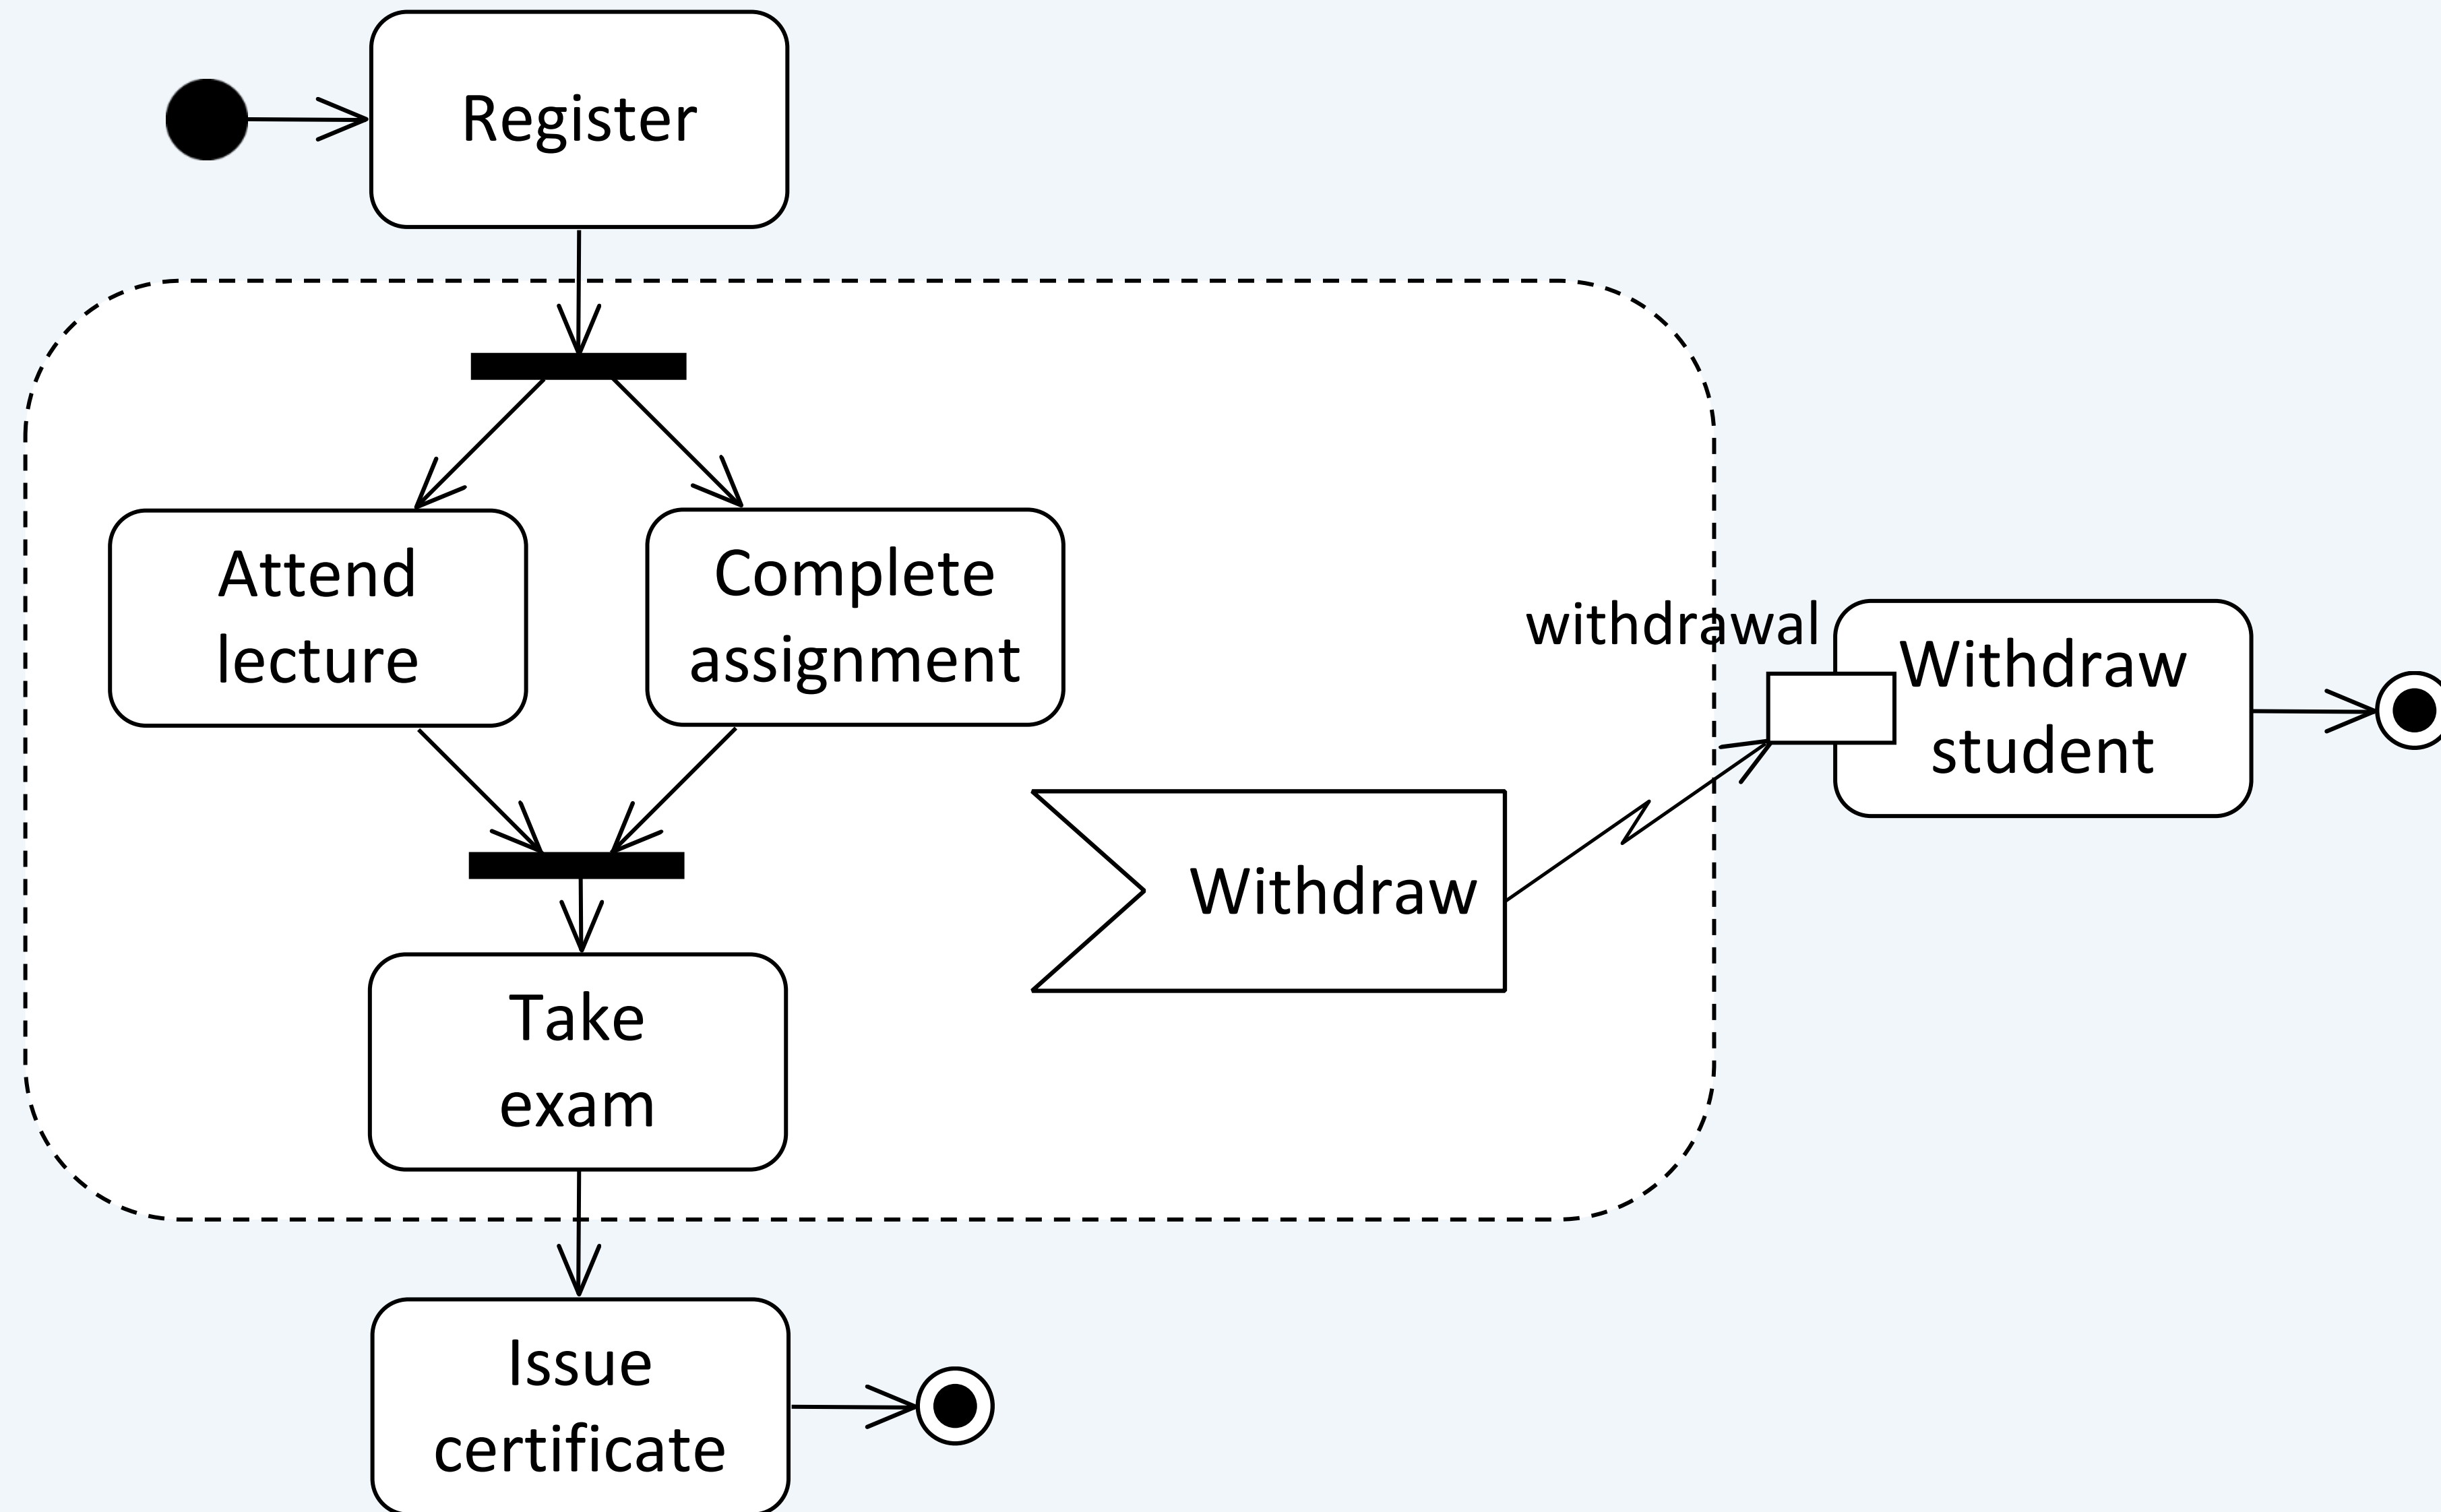 Register
Attend
lecture
Complete
assignment
withdrawal
Withdraw
student
Withdraw
Take
exam
Issue
certificate